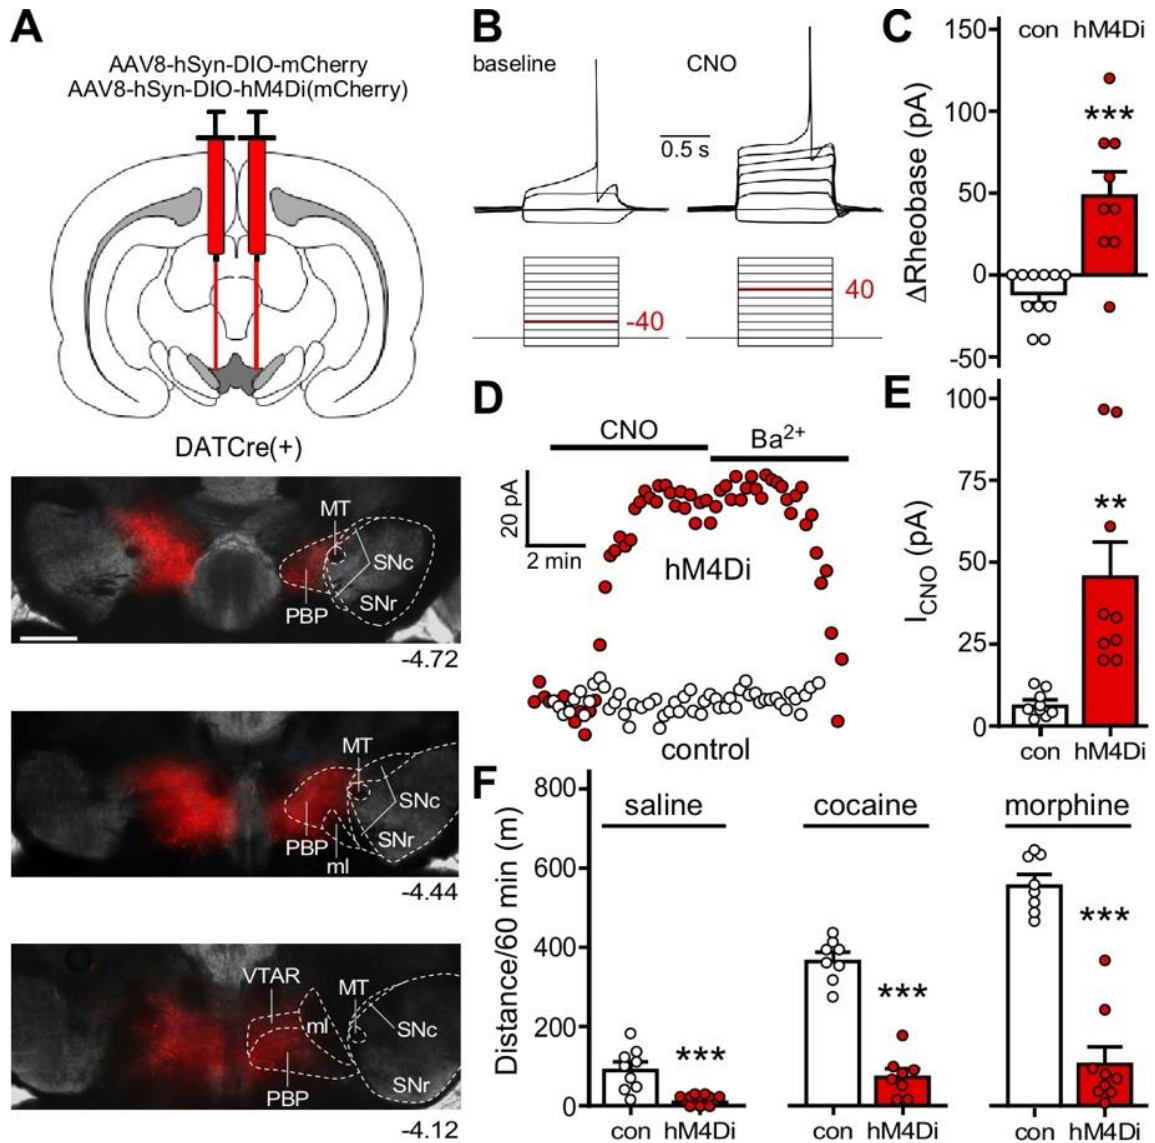 A
AAV8-hSyn-DIO-mCherry
AAV8-hSyn-DIO-hM4Di(mCherry)
DATCre(+)
MT
SNc
SNr
PBP
-4.72
MT
SNc
PBP
ml
SNr
-4.44
VTAR
MT
ml
SNc
PBP
SNr
-4.12
B
baseline
CNO
0.5 s
-40
40
C
con hM4Di
150
100
50
0
-50
ΔRheobase (pA)
***
D
CNO
Ba²⁺
20 pA
2 min
hM4Di
control
E
100
75
50
25
0
I_CNO (pA)
**
con hM4Di
F
Distance/60 min (m)
800
600
400
200
0
saline
cocaine
morphine
***
***
***
con hM4Di
con hM4Di
con hM4Di